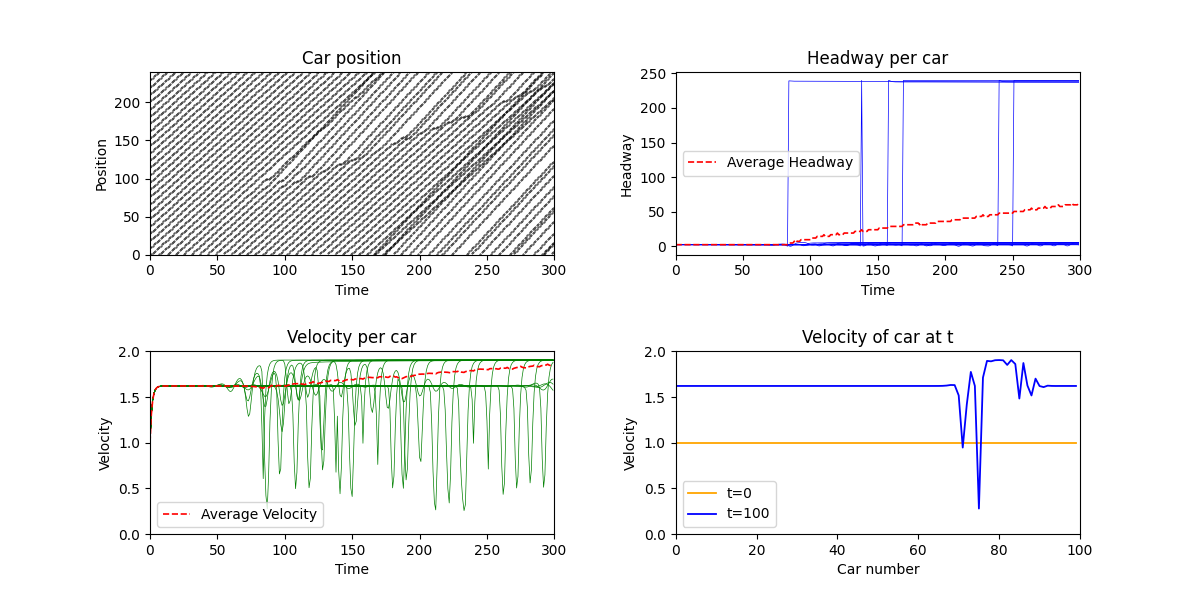 Car position
Position
200
150
100
50
0
0 50 100 150 200 250 300
Time
Headway per car
Headway
250
200
150
100
50
0
Average Headway
0 50 100 150 200 250 300
Time
Velocity per car
Velocity
2.0
1.5
1.0
0.5
0.0
Average Velocity
0 50 100 150 200 250 300
Time
Velocity of car at t
Velocity
2.0
1.5
1.0
0.5
0.0
t=0
t=100
0 20 40 60 80 100
Car number